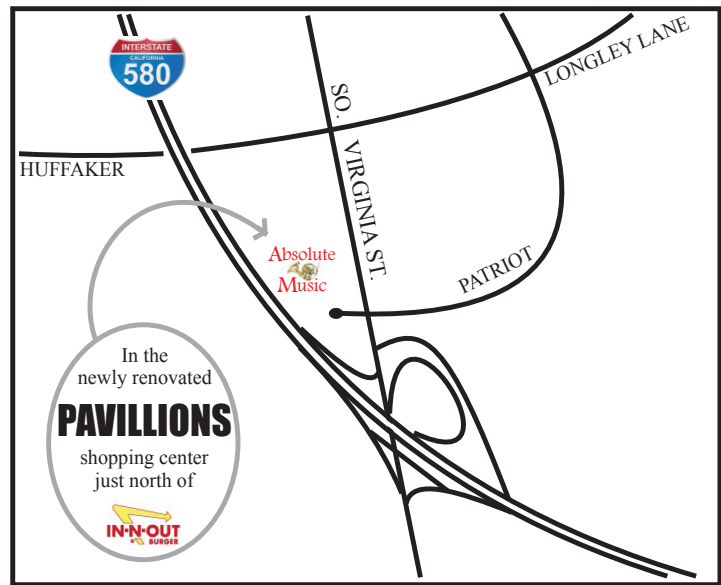 INTERSTATE
CALIFORNIA
580
LONGLEY LANE
SO. VIRGINIA ST.
HUFFAKER
Absolute
Music
PATRIOT
In the
newly renovated
PAVILLIONS
shopping center
just north of
IN-N-OUT
BURGER